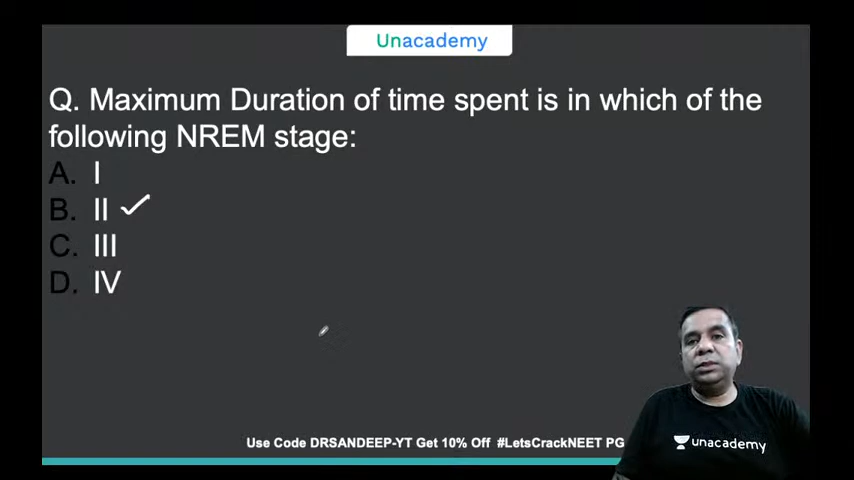 Unacademy
Q. Maximum Duration of time spent is in which of the
following NREM stage:
A. I
B. II
C. III
D. IV
Use Code DRSANDEEP-YT Get 10% Off #LetsCrackNEET PG
unacademy